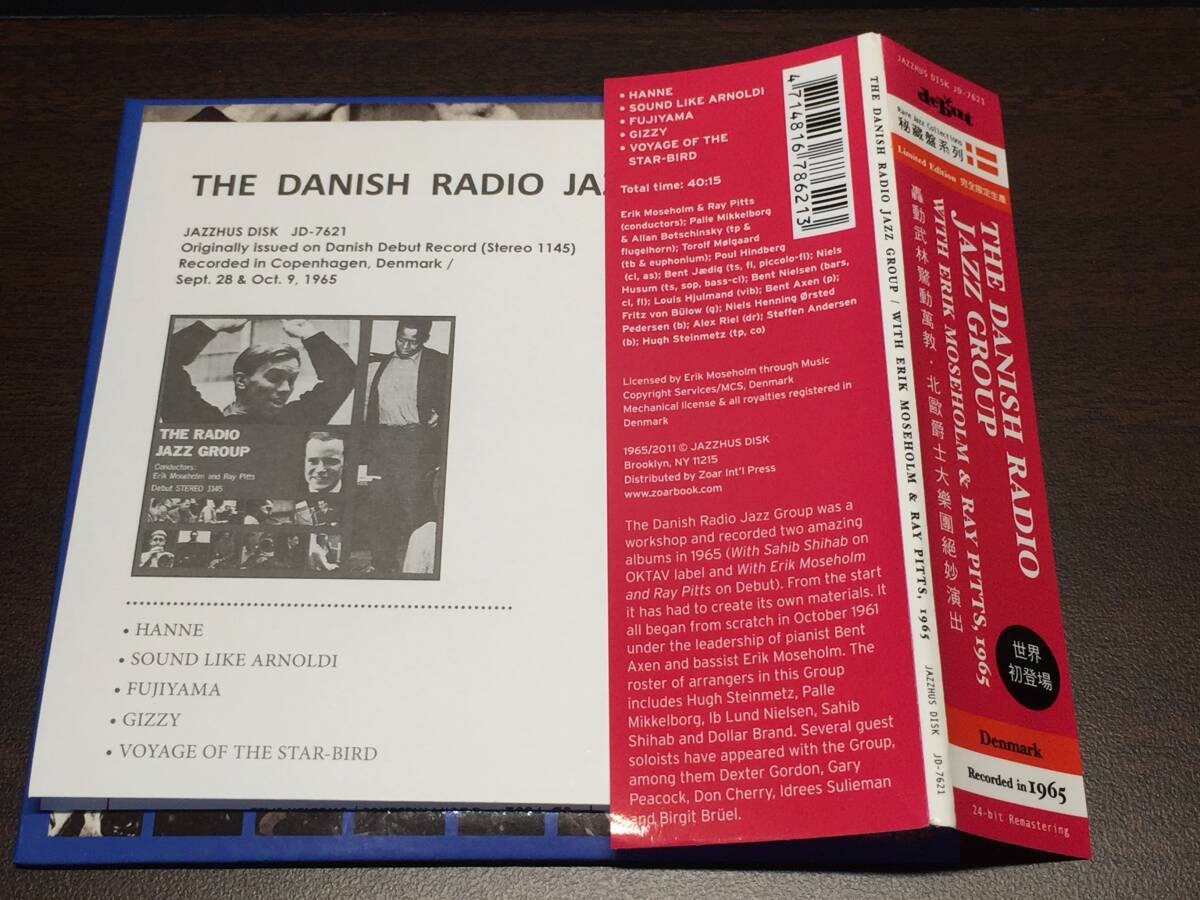 THE DANISH RADIO
JAZZHUS DISK JD-7621
Originally issued on Danish Debut Record (Stereo 1145)
Recorded in Copenhagen, Denmark /
Sept. 28 & Oct. 9, 1965
THE RADIO
JAZZ GROUP
Conductors:
Erik Moseholm and Ray Pitts
Debut STEREO 1145
• HANNE
• SOUND LIKE ARNOLDI
• FUJIYAMA
• GIZZY
• VOYAGE OF THE STAR-BIRD
• HANNE
• SOUND LIKE ARNOLDI
• FUJIYAMA
• GIZZY
• VOYAGE OF THE
STAR-BIRD
Total time: 40:15
4714816786213
Erik Moseholm & Ray Pitts
(conductors); Palle Mikkelborg
& Allan Botschinsky (tp &
flugelhorn); Torolf Mølgaard
(tb & euphonium); Poul Hindberg
(cl, as); Bent Jædig (ts, fl, piccolo-fl); Niels
Husum (ts, sop, bass-cl); Bent Nielsen (bars,
cl, fl); Louis Hjulmand (vib); Bent Axen (p);
Fritz von Bülow (g); Niels Henning Ørsted
Pedersen (b); Alex Riel (dr); Steffen Andersen
(b); Hugh Steinmetz (tp, co)
Licensed by Erik Moseholm through Music
Copyright Services/MCS, Denmark
Mechanical license & all royalties registered in
Denmark
1965/2011 © JAZZHUS DISK
Brooklyn, NY 11215
Distributed by Zoar Int'l Press
www.zoarbook.com
The Danish Radio Jazz Group was a
workshop and recorded two amazing
albums in 1965 (With Sahib Shihab on
OKTAV label and With Erik Moseholm
and Ray Pitts on Debut). From the start
it has had to create its own materials. It
all began from scratch in October 1961
under the leadership of pianist Bent
Axen and bassist Erik Moseholm. The
roster of arrangers in this Group
includes Hugh Steinmetz, Palle
Mikkelborg, Ib Lund Nielsen, Sahib
Shihab and Dollar Brand. Several guest
soloists have appeared with the Group,
among them Dexter Gordon, Gary
Peacock, Don Cherry, Idrees Sulieman
and Birgit Brüel.
THE DANISH RADIO JAZZ GROUP / WITH ERIK MOSEHOLM & RAY PITTS, 1965
JAZZHUS DISK JD-7621
JAZZHUS DISK JD-7621
debut
Rare Jazz Collections
秘藏盤系列
Limited Edition 完全限定生產
THE DANISH RADIO
JAZZ GROUP
WITH ERIK MOSEHOLM & RAY PITTS, 1965
轟動武林驚動萬教・北歐爵士大樂團絕妙演出
世界
初登場
Denmark
Recorded in 1965
24-bit Remastering